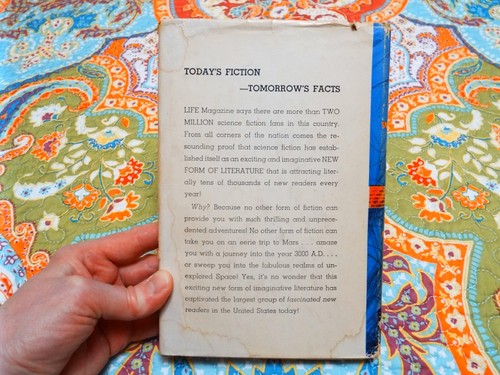 TODAY'S FICTION
—TOMORROW'S FACTS
LIFE Magazine says there are more than TWO
MILLION science fiction fans in this country.
From all corners of the nation comes the re-
sounding proof that science fiction has estab-
lished itself as an exciting and imaginative NEW
FORM OF LITERATURE that is attracting liter-
ally tens of thousands of new readers every
year!
Why? Because no other form of fiction can
provide you with such thrilling and unprece-
dented adventures! No other form of fiction can
take you on an eerie trip to Mars . . . amaze
you with a journey into the year 3000 A.D. . . .
or sweep you into the fabulous realms of un-
explored Space! Yes, it's no wonder that this
exciting new form of imaginative literature has
captivated the largest group of fascinated new
readers in the United States today!